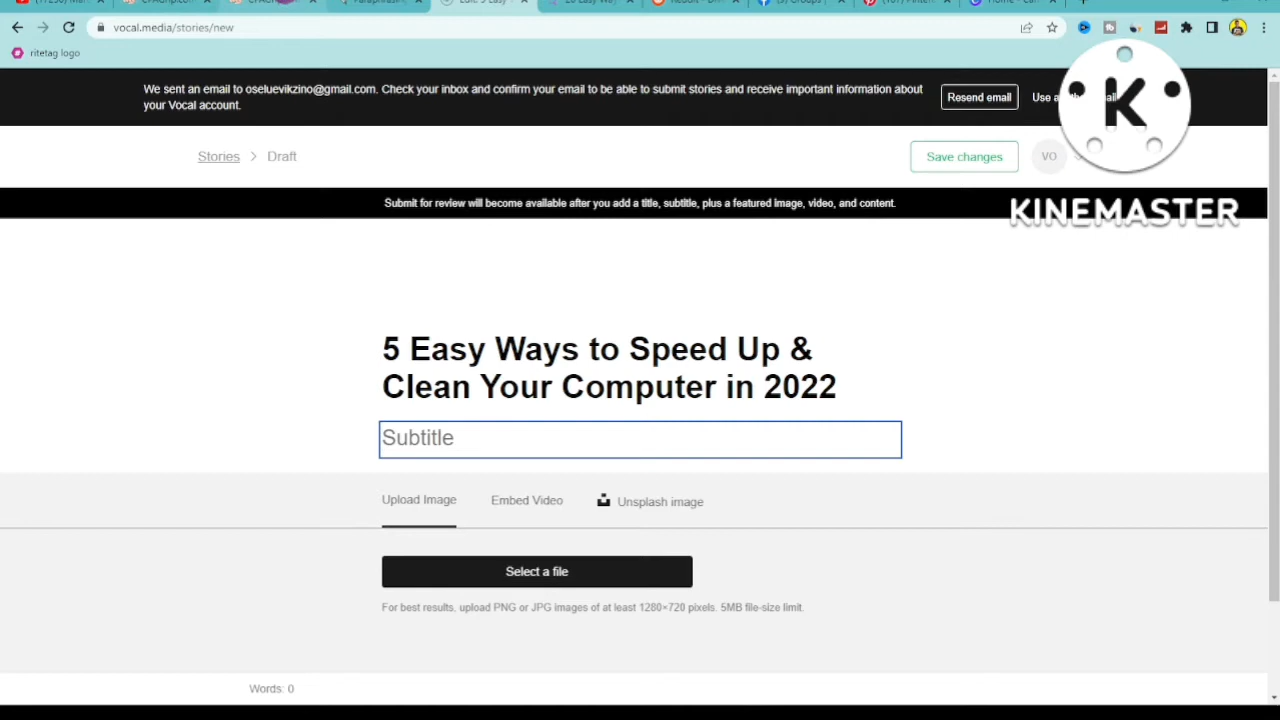 vocal.media/stories/new
ritetag logo
We sent an email to oseluevikzino@gmail.com. Check your inbox and confirm your email to be able to submit stories and receive important information about
your Vocal account.
Resend email
Use
Stories > Draft
Save changes
VO
K
KINEMASTER
Submit for review will become available after you add a title, subtitle, plus a featured image, video, and content.
5 Easy Ways to Speed Up &
Clean Your Computer in 2022
Subtitle
Upload Image
Embed Video
Unsplash image
Select a file
For best results, upload PNG or JPG images of at least 1280×720 pixels. 5MB file-size limit.
Words: 0